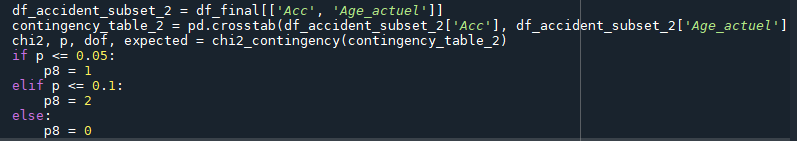 df_accident_subset_2 = df_final[['Acc', 'Age_actuel']]
contingency_table_2 = pd.crosstab(df_accident_subset_2['Acc'], df_accident_subset_2['Age_actuel']
chi2, p, dof, expected = chi2_contingency(contingency_table_2)
if p <= 0.05:
    p8 = 1
elif p <= 0.1:
    p8 = 2
else:
    p8 = 0